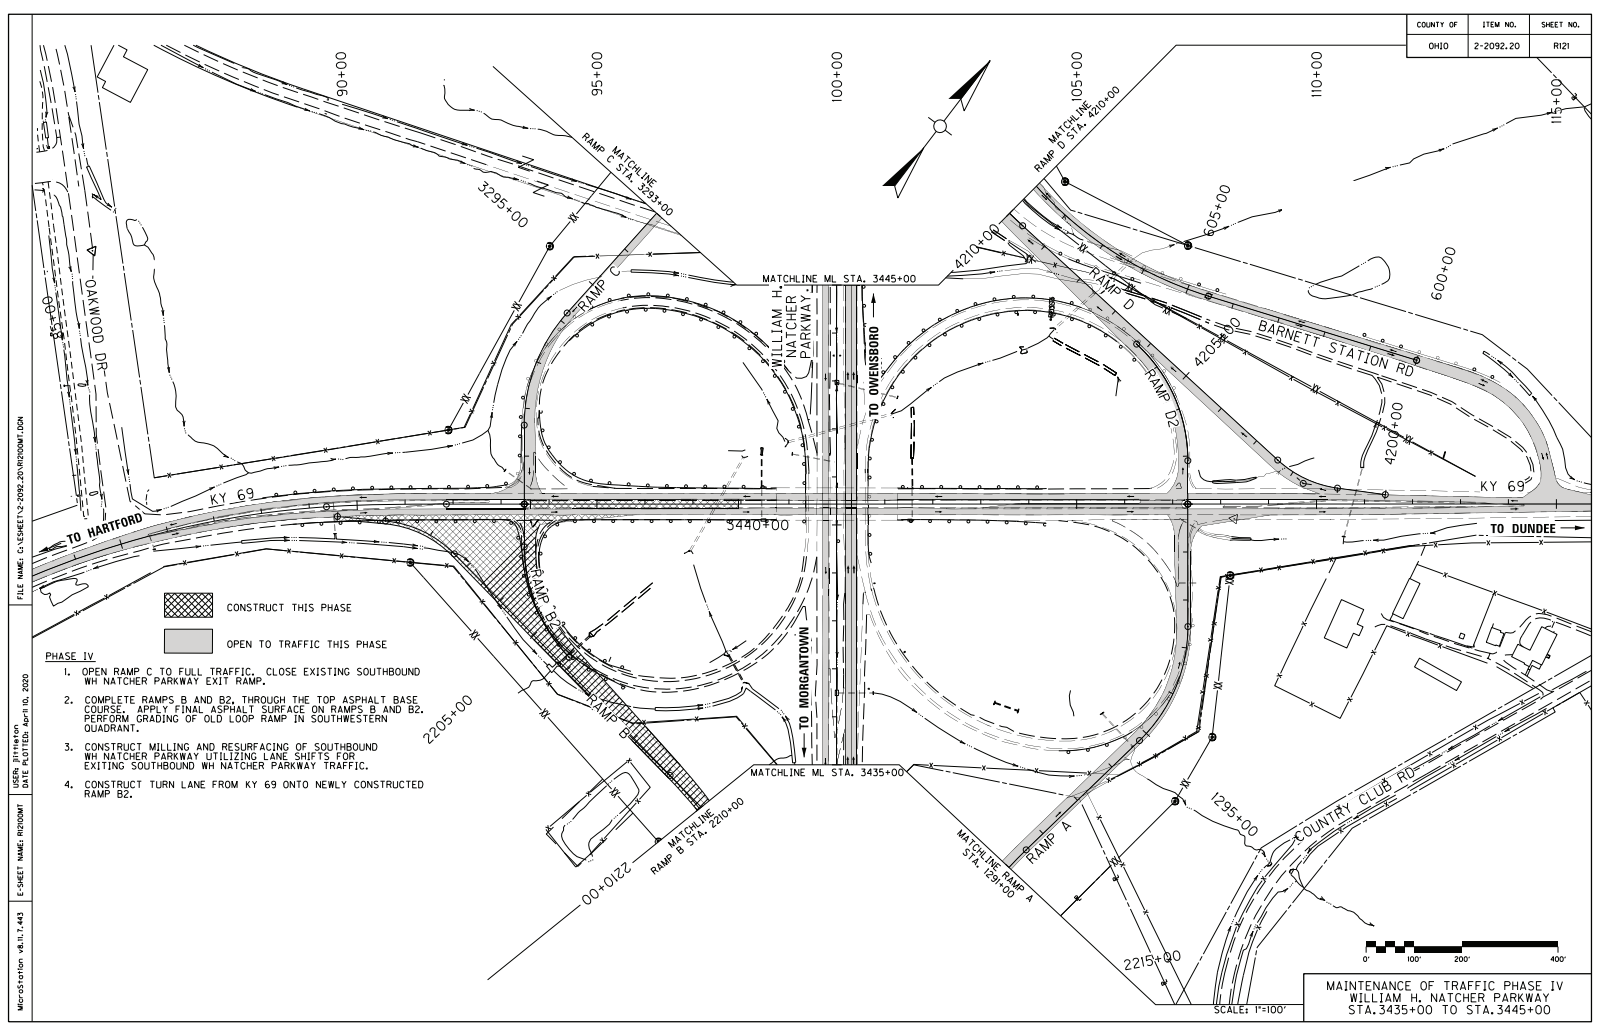 COUNTY OF
ITEM NO.
SHEET NO.
OHIO
2-2092.20
R121
90+00
95+00
100+00
105+00
110+00
115+00
MATCHLINE
RAMP C STA. 3293+00
MATCHLINE
RAMP D STA. 4210+00
3295+00
605+00
600+00
4210+00
MATCHLINE ML STA. 3445+00
RAMP C
RAMP D
WILLIAM H.
NATCHER
PARKWAY
TO OWENSBORO
85+00
OAKWOOD DR
4205+00
BARNETT STATION RD
RAMP D2
4200+00
KY 69
KY 69
TO HARTFORD
3440+00
TO DUNDEE
RAMP B2
CONSTRUCT THIS PHASE
OPEN TO TRAFFIC THIS PHASE
PHASE IV
1. OPEN RAMP C TO FULL TRAFFIC. CLOSE EXISTING SOUTHBOUND
WH NATCHER PARKWAY EXIT RAMP.
2. COMPLETE RAMPS B AND B2, THROUGH THE TOP ASPHALT BASE
COURSE. APPLY FINAL ASPHALT SURFACE ON RAMPS B AND B2.
PERFORM GRADING OF OLD LOOP RAMP IN SOUTHWESTERN
QUADRANT.
3. CONSTRUCT MILLING AND RESURFACING OF SOUTHBOUND
WH NATCHER PARKWAY UTILIZING LANE SHIFTS FOR
EXITING SOUTHBOUND WH NATCHER PARKWAY TRAFFIC.
4. CONSTRUCT TURN LANE FROM KY 69 ONTO NEWLY CONSTRUCTED
RAMP B2.
2205+00
RAMP B
TO MORGANTOWN
MATCHLINE ML STA. 3435+00
MATCHLINE
RAMP B STA. 2210+00
2210+00
MATCHLINE RAMP A
STA. 1291+00
RAMP A
1295+00
COUNTRY CLUB RD
2215+00
0'
100'
200'
400'
SCALE: 1"=100'
MAINTENANCE OF TRAFFIC PHASE IV
WILLIAM H. NATCHER PARKWAY
STA.3435+00 TO STA.3445+00
FILE NAME: C:\ESHEET\2-2092.20\R12100MT.DGN
USER: jlittleton
DATE PLOTTED: April 10, 2020
E-SHEET NAME: R12100MT
MicroStation v8.11.7.443